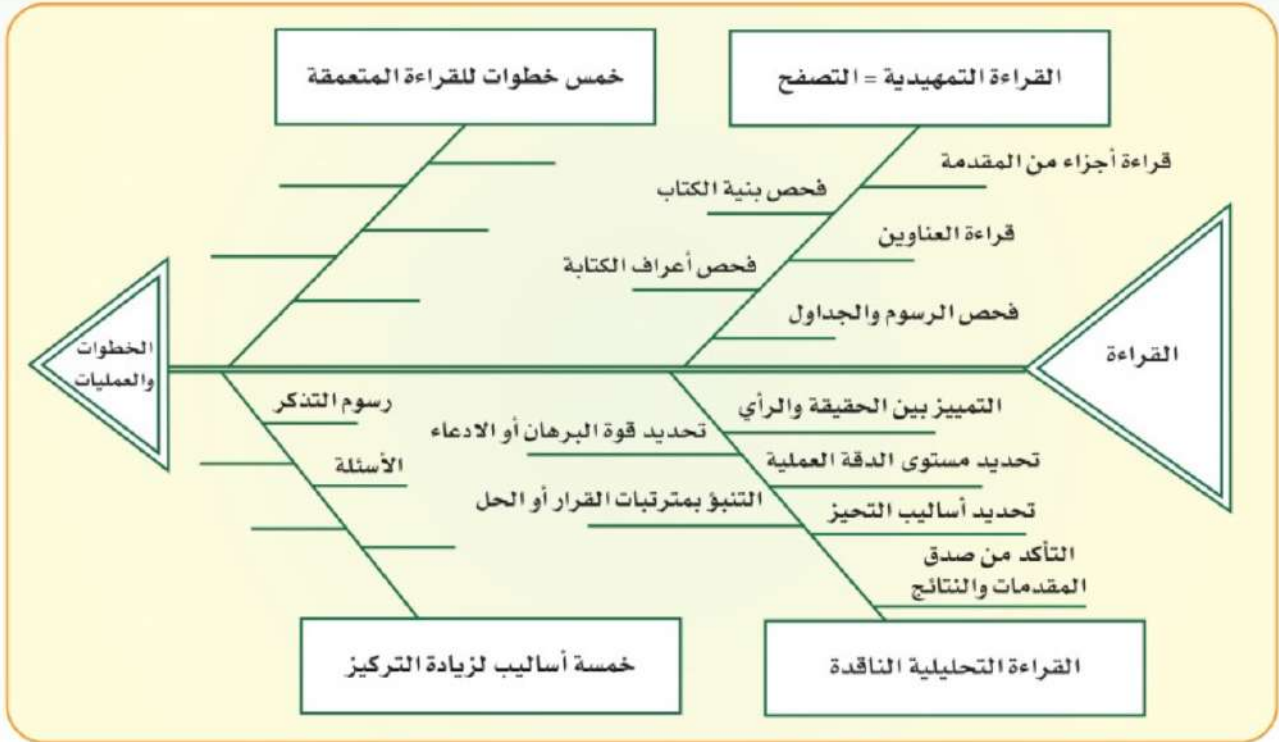 القراءة التمهيدية = التصفح
خمس خطوات للقراءة المتعمقة
قراءة أجزاء من المقدمة
فحص بنية الكتاب
قراءة العناوين
فحص أعراف الكتابة
فحص الرسوم والجداول
القراءة
الخطوات
والعمليات
التمييز بين الحقيقة والرأي
تحديد قوة البرهان أو الادعاء
تحديد مستوى الدقة العملية
التنبؤ بمترتبات القرار أو الحل
تحديد أساليب التحيز
التأكد من صدق
المقدمات والنتائج
رسوم التذكر
الأسئلة
القراءة التحليلية الناقدة
خمسة أساليب لزيادة التركيز